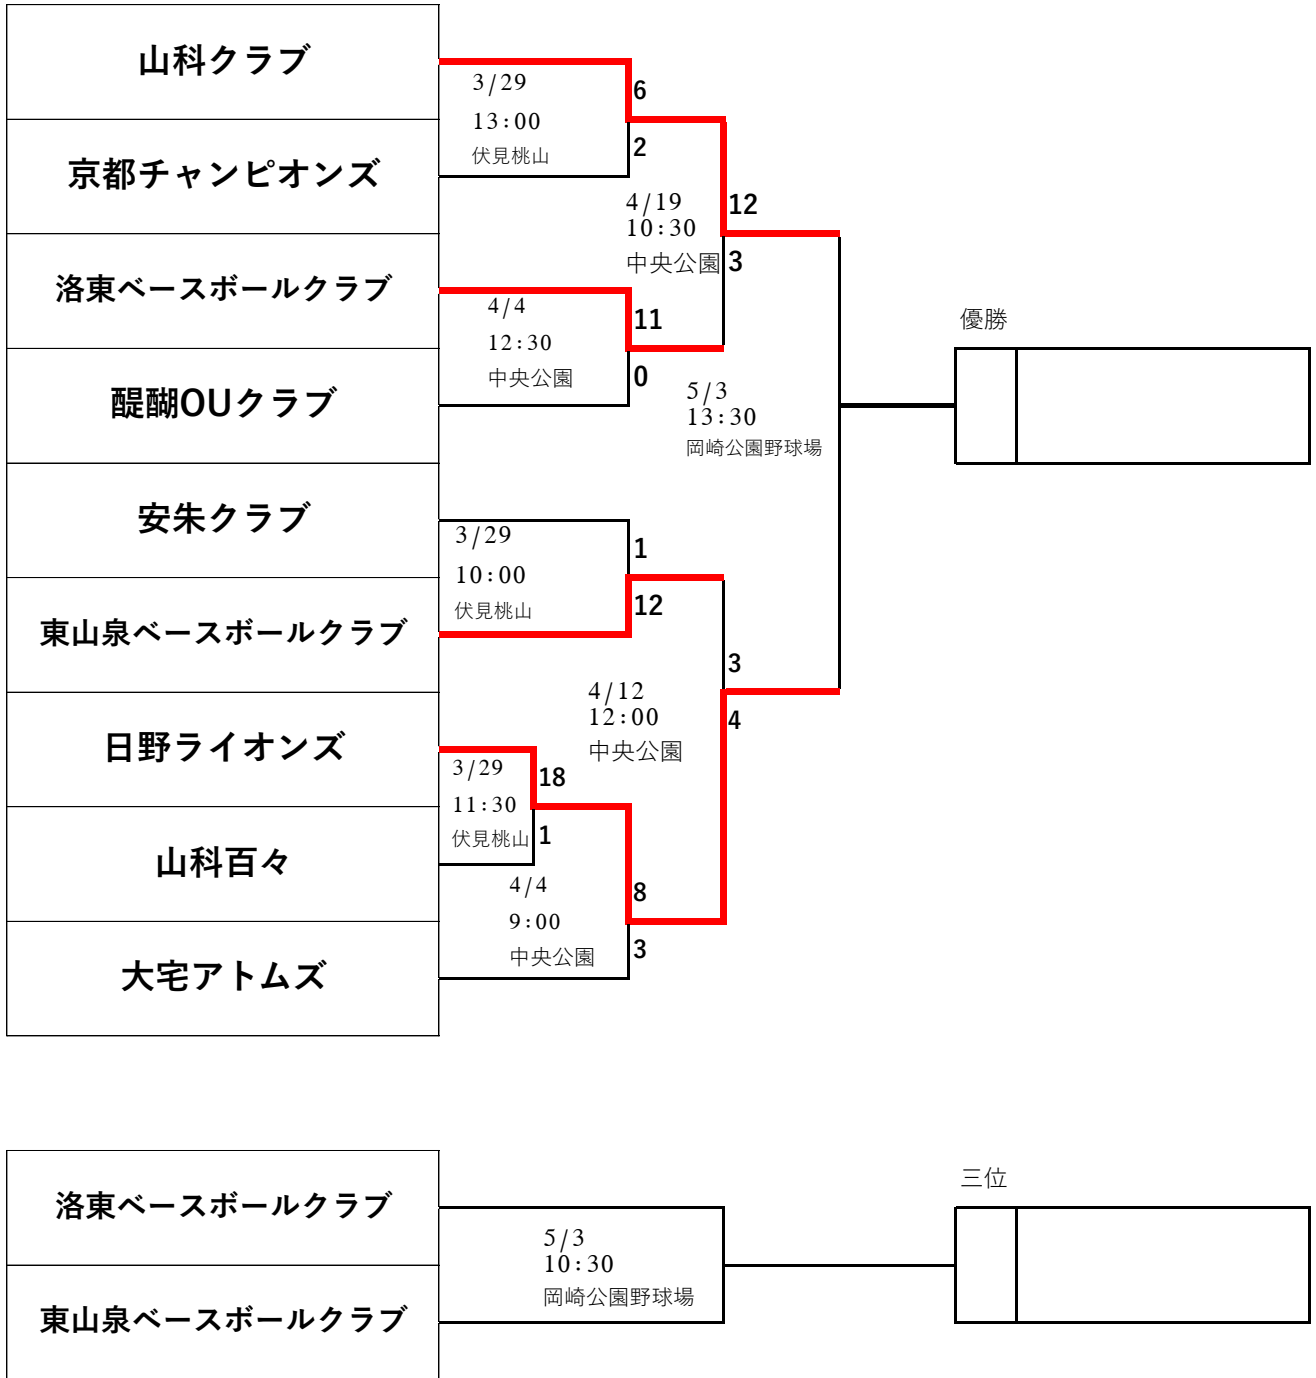 山科クラブ
3/29
13:00
伏見桃山
6
2
京都チャンピオンズ
4/19
10:30
中央公園
12
3
洛東ベースボールクラブ
4/4
12:30
中央公園
11
0
醍醐OUクラブ
5/3
13:30
岡崎公園野球場
優勝
安朱クラブ
3/29
10:00
伏見桃山
1
12
東山泉ベースボールクラブ
4/12
12:00
中央公園
3
4
日野ライオンズ
3/29
11:30
伏見桃山
18
1
山科百々
4/4
9:00
中央公園
8
3
大宅アトムズ
洛東ベースボールクラブ
5/3
10:30
岡崎公園野球場
三位
東山泉ベースボールクラブ